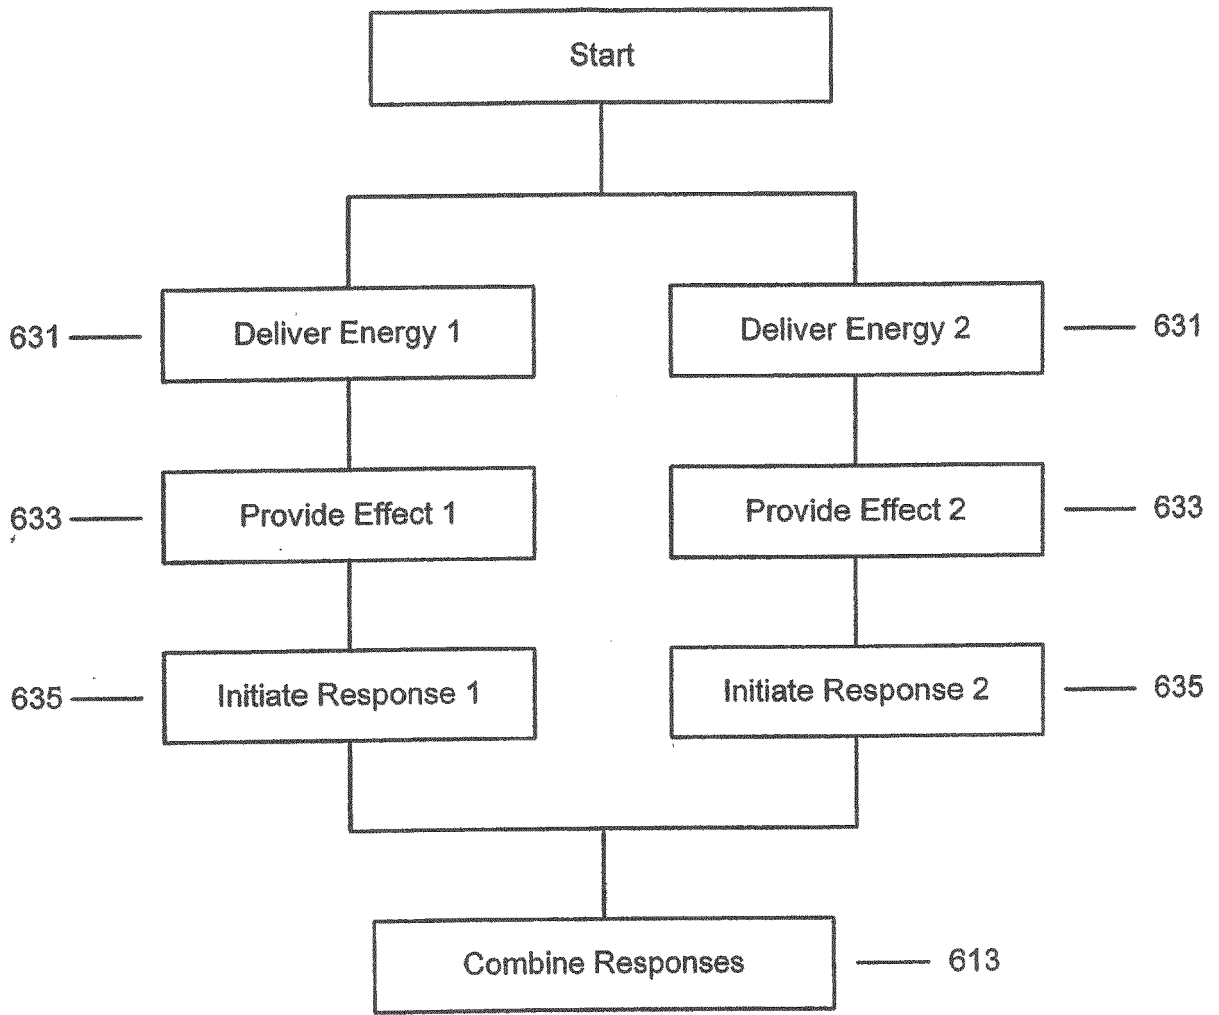 Start
631
Deliver Energy 1
Deliver Energy 2
631
633
Provide Effect 1
Provide Effect 2
633
635
Initiate Response 1
Initiate Response 2
635
Combine Responses
613